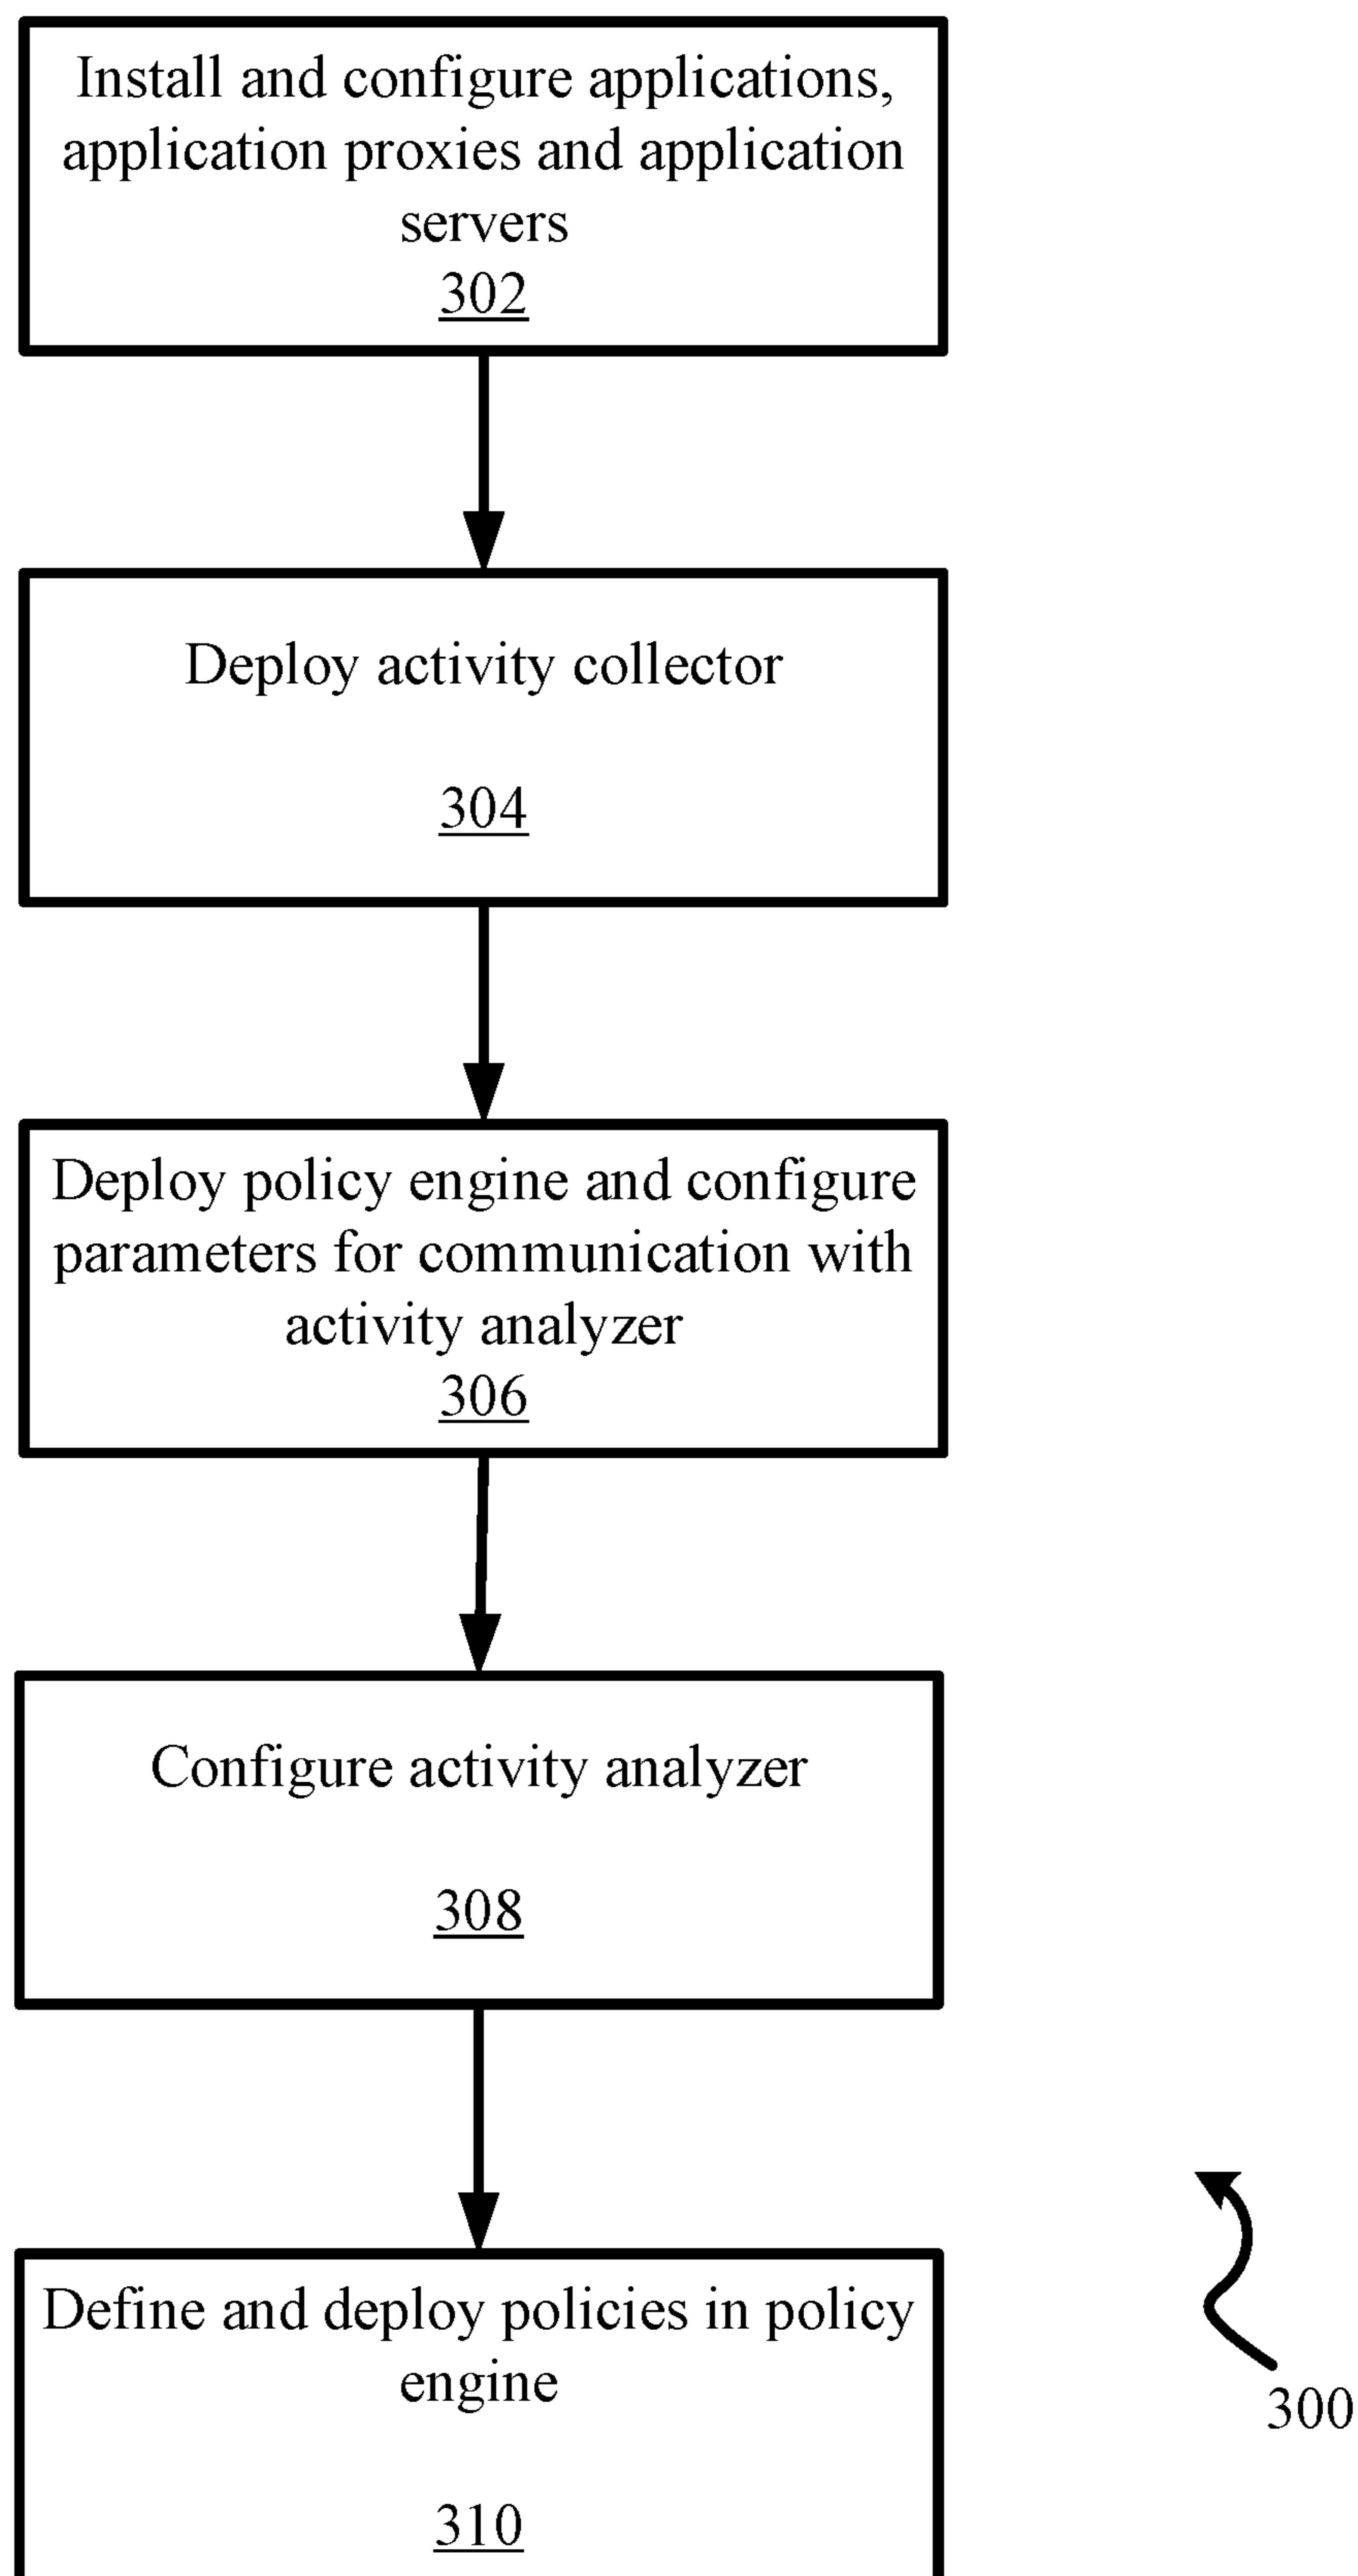 Install and configure applications,
application proxies and application
servers
302
Deploy activity collector
304
Deploy policy engine and configure
parameters for communication with
activity analyzer
306
Configure activity analyzer
308
Define and deploy policies in policy
engine
310
300